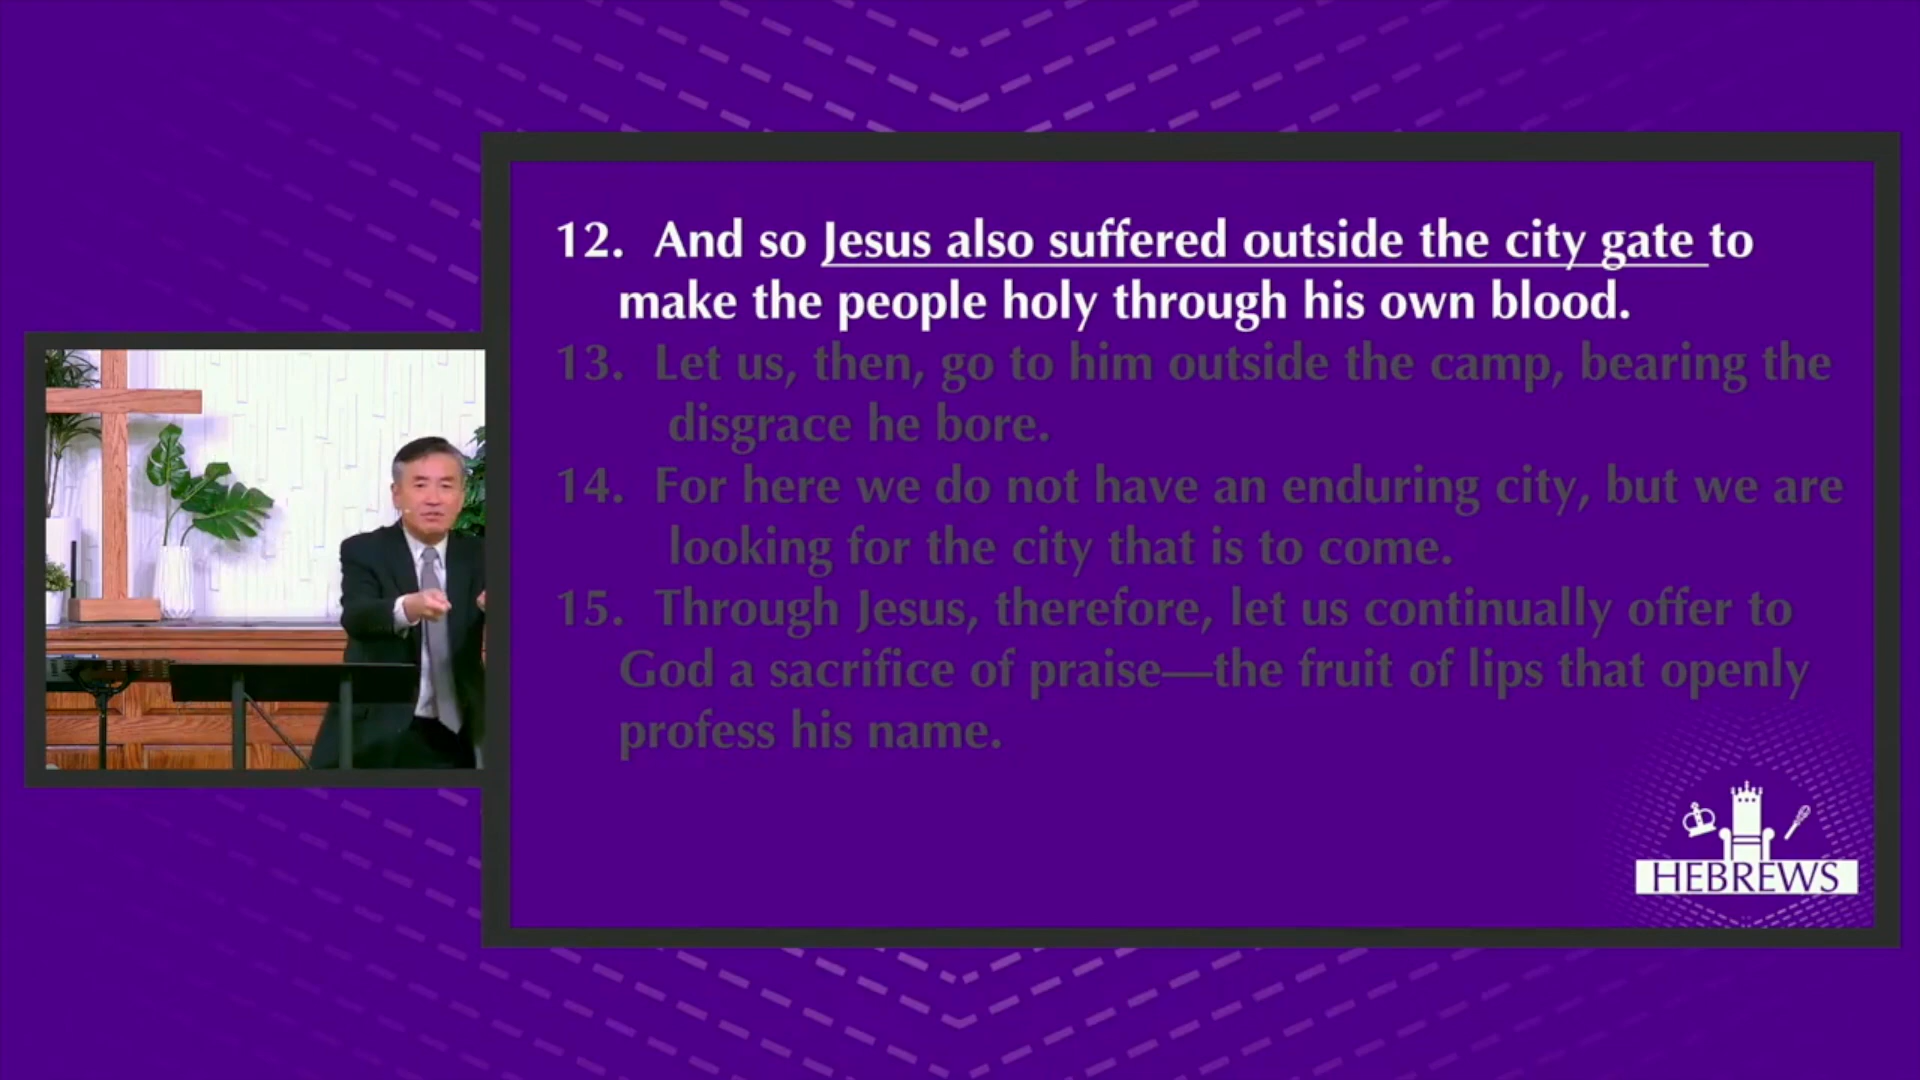 12. And so Jesus also suffered outside the city gate to
make the people holy through his own blood.
13. Let us, then, go to him outside the camp, bearing the
disgrace he bore.
14. For here we do not have an enduring city, but we are
looking for the city that is to come.
15. Through Jesus, therefore, let us continually offer to
God a sacrifice of praise—the fruit of lips that openly
profess his name.
HEBREWS